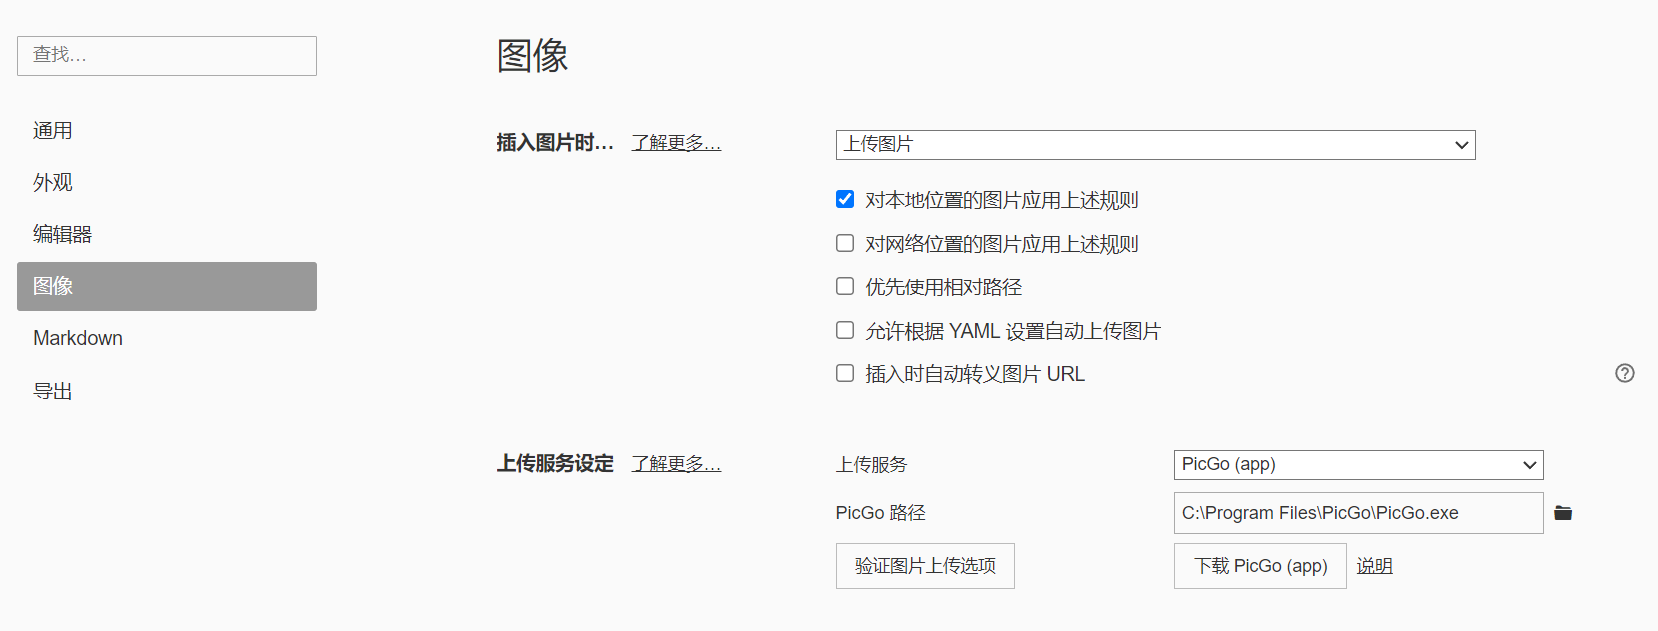 查找...
通用
外观
编辑器
图像
Markdown
导出
图像
插入图片时... 了解更多...
上传图片
对本地位置的图片应用上述规则
对网络位置的图片应用上述规则
优先使用相对路径
允许根据 YAML 设置自动上传图片
插入时自动转义图片 URL
上传服务设定 了解更多...
上传服务 PicGo (app)
PicGo 路径 C:\Program Files\PicGo\PicGo.exe
验证图片上传选项 下载 PicGo (app) 说明